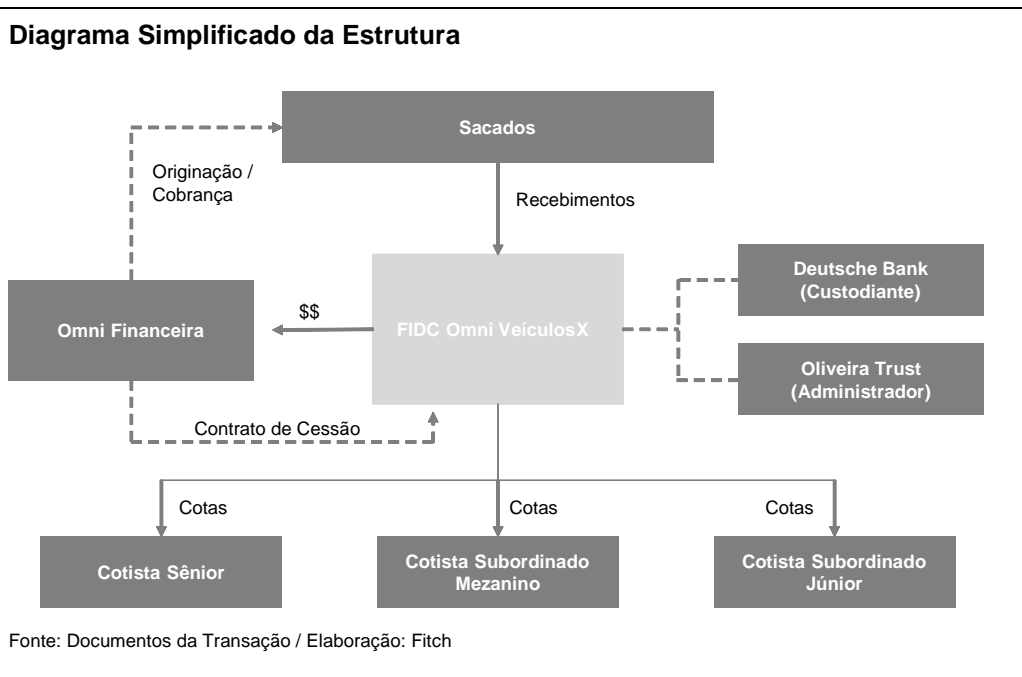 Diagrama Simplificado da Estrutura
Sacados
Originação /
Cobrança
Recebimentos
Deutsche Bank
(Custodiante)
Omni Financeira
$$
FIDC Omni VeículosX
Oliveira Trust
(Administrador)
Contrato de Cessão
Cotas
Cotas
Cotas
Cotista Sênior
Cotista Subordinado
Mezanino
Cotista Subordinado
Júnior
Fonte: Documentos da Transação / Elaboração: Fitch